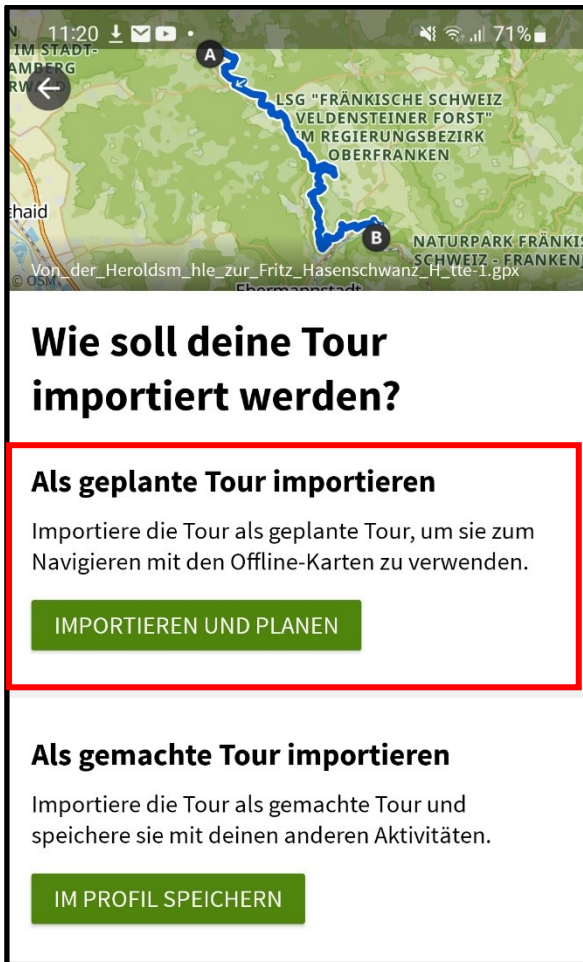 11:20
71%
IM STADT-
AMBERG
A
LSG "FRÄNKISCHE SCHWEIZ
VELDENSTEINER FORST"
IM REGIERUNGSBEZIRK
OBERFRANKEN
B
NATURPARK FRÄNKIS
SCHWEIZ - FRANKENJ
Von_der_Heroldsm_hle_zur_Fritz_Hasenschwanz_H_tte-1.gpx
© OSM
Ebermannstadt
Wie soll deine Tour
importiert werden?
Als geplante Tour importieren
Importiere die Tour als geplante Tour, um sie zum
Navigieren mit den Offline-Karten zu verwenden.
IMPORTIEREN UND PLANEN
Als gemachte Tour importieren
Importiere die Tour als gemachte Tour und
speichere sie mit deinen anderen Aktivitäten.
IM PROFIL SPEICHERN